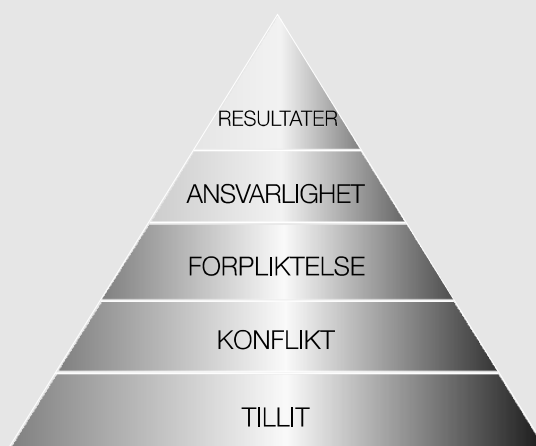 RESULTATER
ANSVARLIGHET
FORPLIKTELSE
KONFLIKT
TILLIT